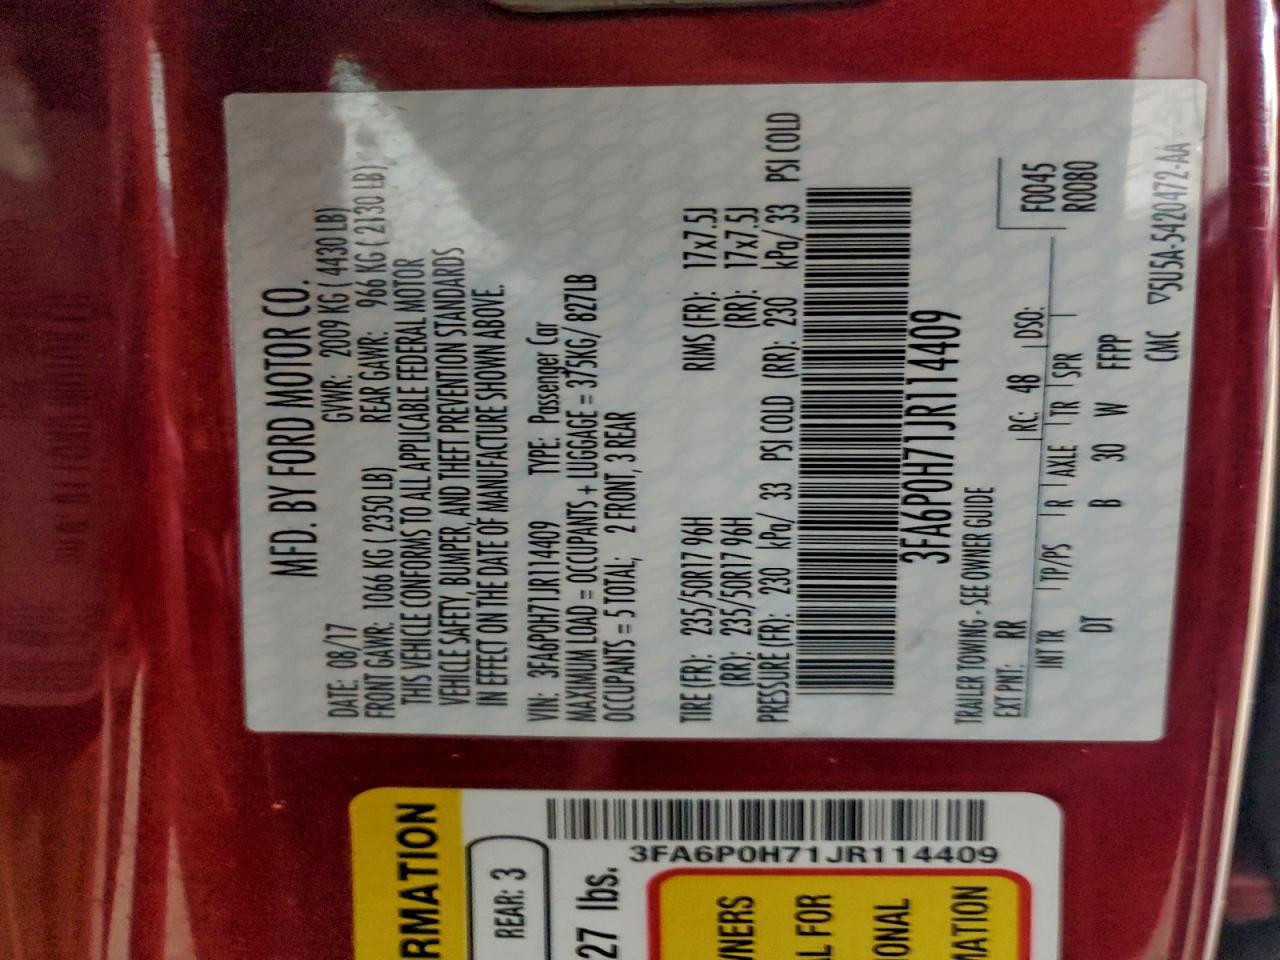 MFD. BY FORD MOTOR CO.
DATE: 08/17 GVWR: 2009 KG ( 4430 LB)
FRONT GAWR: 1066 KG ( 2350 LB) REAR GAWR: 966 KG ( 2130 LB)
THIS VEHICLE CONFORMS TO ALL APPLICABLE FEDERAL MOTOR
VEHICLE SAFETY, BUMPER, AND THEFT PREVENTION STANDARDS
IN EFFECT ON THE DATE OF MANUFACTURE SHOWN ABOVE.
VIN: 3FA6P0H71JR114409 TYPE: Passenger Car
MAXIMUM LOAD = OCCUPANTS + LUGGAGE = 375KG/ 827LB
OCCUPANTS = 5 TOTAL; 2 FRONT, 3 REAR
TIRE (FR): 235/50R17 96H RIMS (FR): 17x7.5J
(RR): 235/50R17 96H (RR): 17x7.5J
PRESSURE (FR): 230 kPa/ 33 PSI COLD (RR): 230 kPa/ 33 PSI COLD
3FA6P0H71JR114409
TRAILER TOWING - SEE OWNER GUIDE
EXT PNT: RR RC: 48 DSO: F0045
INT TR TP/PS R AXLE TR SPR R0080
DT B 30 W FFPP
CMC ▽5U5A-5420472-AA
RMATION
REAR: 3
27 lbs.
3FA6P0H71JR114409
WNERS
L FOR
ONAL
MATION